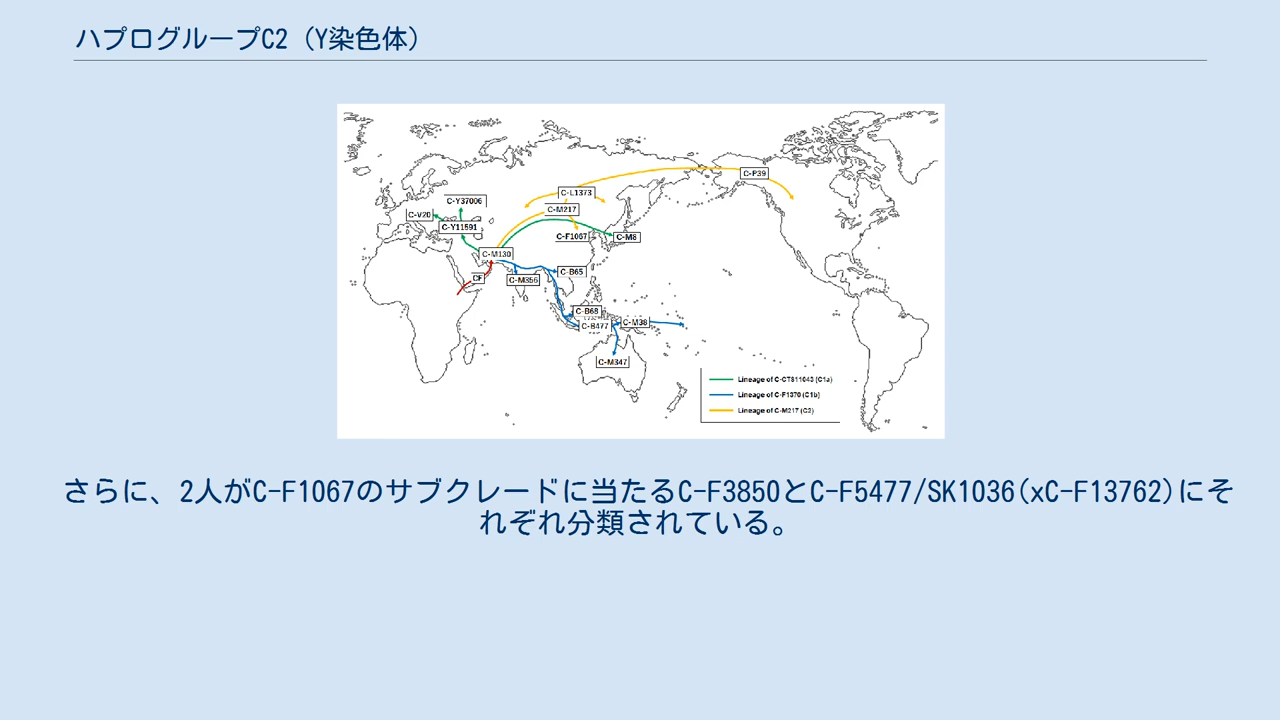 ハプログループC2（Y染色体）
C-P39
C-L1373
C-Y37006
C-M217
C-V20
C-Y11591
C-F1067
C-M8
C-M130
C-B65
CF
C-M356
C-B68
C-B477
C-M38
C-M347
Lineage of C-CTS11043 (C1a)
Lineage of C-F1370 (C1b)
Lineage of C-M217 (C2)
さらに、2人がC-F1067のサブクレードに当たるC-F3850とC-F5477/SK1036(xC-F13762)にそ
れぞれ分類されている。